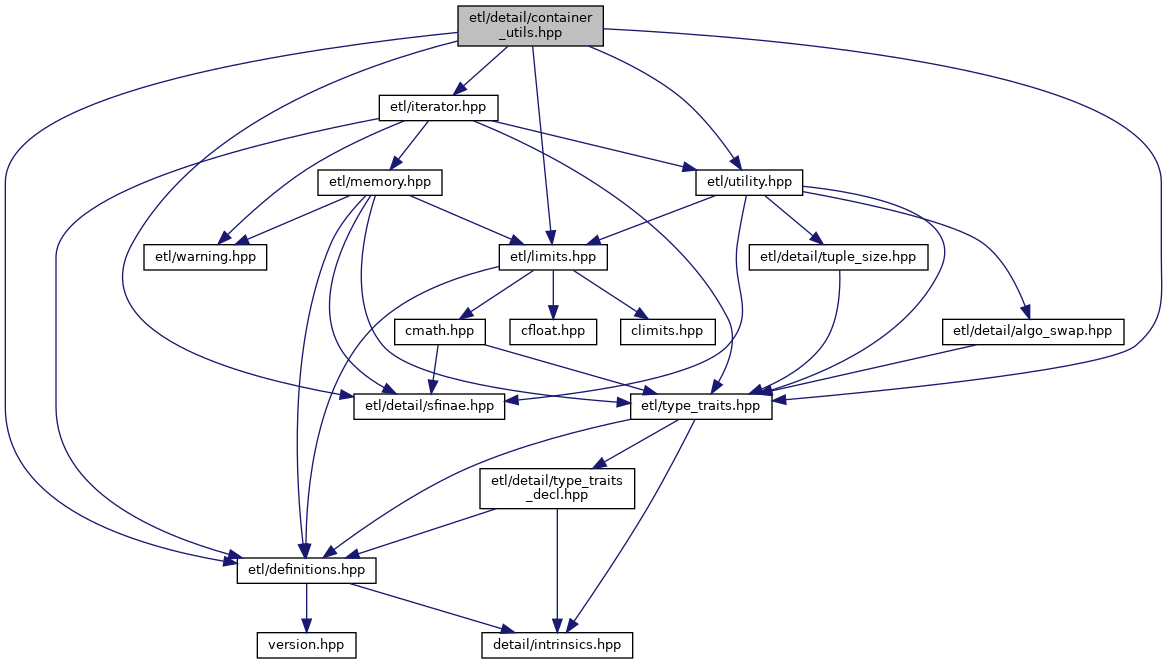 etl/detail/container
_utils.hpp
etl/iterator.hpp
etl/memory.hpp
etl/utility.hpp
etl/warning.hpp
etl/limits.hpp
etl/detail/tuple_size.hpp
cmath.hpp
cfloat.hpp
climits.hpp
etl/detail/algo_swap.hpp
etl/detail/sfinae.hpp
etl/type_traits.hpp
etl/detail/type_traits
_decl.hpp
etl/definitions.hpp
version.hpp
detail/intrinsics.hpp